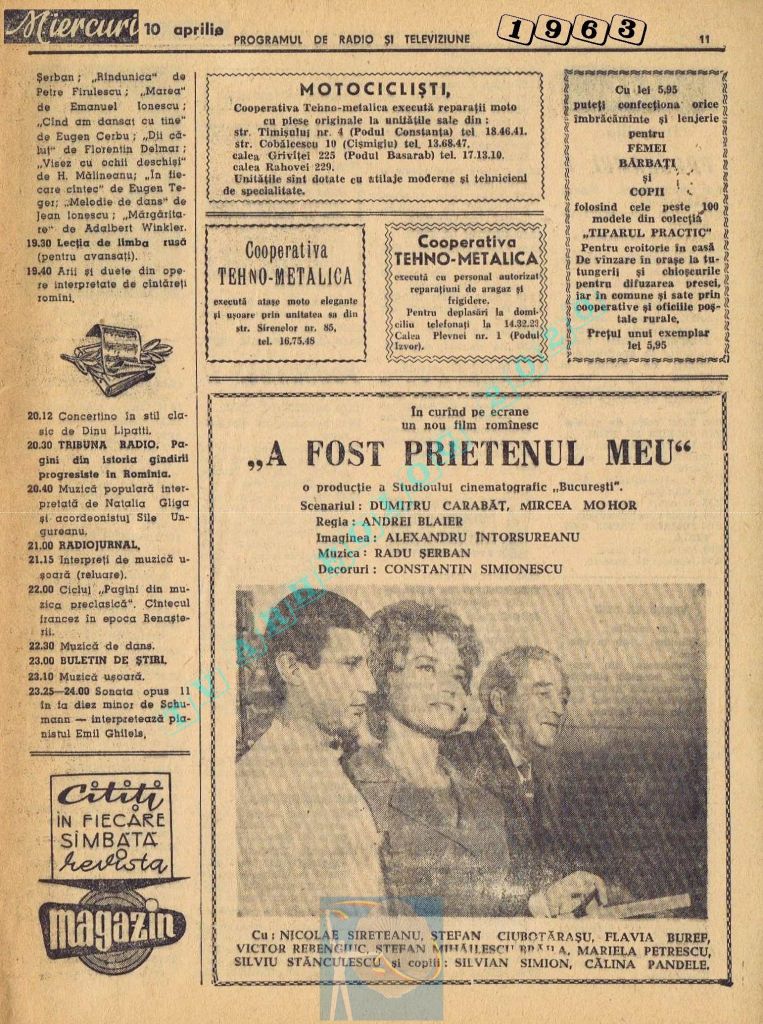 Miercuri 10 aprilie PROGRAMUL DE RADIO ȘI TELEVIZIUNE 1963 11
Șerban; „Rîndunica" de
Petre Firulescu; „Marea"
de Emanuel Ionescu;
„Cînd am dansat cu tine"
de Eugen Cerbu; „Dii că-
luț" de Florentin Delmar;
„Visez cu ochii deschiși"
de H. Mălineanu; „În fie-
care cîntec" de Eugen Te-
ger; „Melodie de dans" de
Jean Ionescu; „Mărgărita-
re" de Adalbert Winkler.
19.30 Lecția de limba rusă
(pentru avansați).
19.40 Arii și duete din ope-
re interpretate de cîntăreți
romîni.
20.12 Concertino în stil cla-
sic de Dinu Lipatti.
20.30 TRIBUNA RADIO. Pa-
gini din istoria gîndirii
progresiste în Romînia.
20.40 Muzică populară inter-
pretată de Natalia Gliga
și acordeonistul Sile Un-
gureanu.
21.00 RADIOJURNAL.
21.15 Interpreți de muzică u-
șoară (reluare).
22.00 Ciclul „Pagini din mu-
zica preclasică". Cîntecul
francez în epoca Renaște-
rii.
22.30 Muzică de dans.
23.00 BULETIN DE ȘTIRI.
23.10 Muzică ușoară.
23.25—24.00 Sonata opus 11
în fa diez minor de Schu-
mann — interpretează pia-
nistul Emil Ghilels.
Citiți
ÎN FIECARE
SÎMBĂTĂ
revista
magazin
MOTOCICLIȘTI,
Cooperativa Tehno-metalica execută reparații moto
cu piese originale la unitățile sale din:
str. Timișului nr. 4 (Podul Constanța) tel 18.46.41.
str. Cobălcescu 10 (Cișmigiu) tel. 13.68.47.
calea Griviței 225 (Podul Basarab) tel. 17.13.10.
calea Rahovei 229.
Unitățile sînt dotate cu utilaje moderne și tehnicieni
de specialitate.
Cooperativa
TEHNO-METALICA
execută atașe moto elegante
și ușoare prin unitatea sa din
str. Sirenelor nr. 85,
tel. 16.75.48
Cooperativa
TEHNO-METALICA
execută cu personal autorizat
reparațiuni de aragaz și
frigidere.
Pentru deplasări la domi-
ciliu telefonați la 14.32.23
Calea Plevnei nr. 1 (Podul
Izvor).
Cu lei 5,95
puteți confecționa orice
îmbrăcăminte și lenjerie
pentru
FEMEI
BĂRBAȚI
și
COPII
folosind cele peste 100
modele din colecția
„TIPARUL PRACTIC"
Pentru croitorie în casă
De vînzare în orașe la tu-
tungerii și chioșcurile
pentru difuzarea presei,
iar în comune și sate prin
cooperative și oficiile poș-
tale rurale.
Prețul unui exemplar
lei 5,95
În curînd pe ecrane
un nou film romînesc
„A FOST PRIETENUL MEU"
o producție a Studioului cinematografic „București".
Scenariul: DUMITRU CARABĂȚ, MIRCEA MOHOR
Regia: ANDREI BLAIER
Imaginea: ALEXANDRU ÎNTORSUREANU
Muzica: RADU ȘERBAN
Decoruri: CONSTANTIN SIMIONESCU
Cu: NICOLAE SIRETEANU, ȘTEFAN CIUBOTĂRAȘU, FLAVIA BUREF,
VICTOR REBENGIUC, ȘTEFAN MIHĂILESCU BRĂILA, MARIELA PETRESCU,
SILVIU STĂNCULESCU și copiii: SILVIAN SIMION, CĂLINA PANDELE.